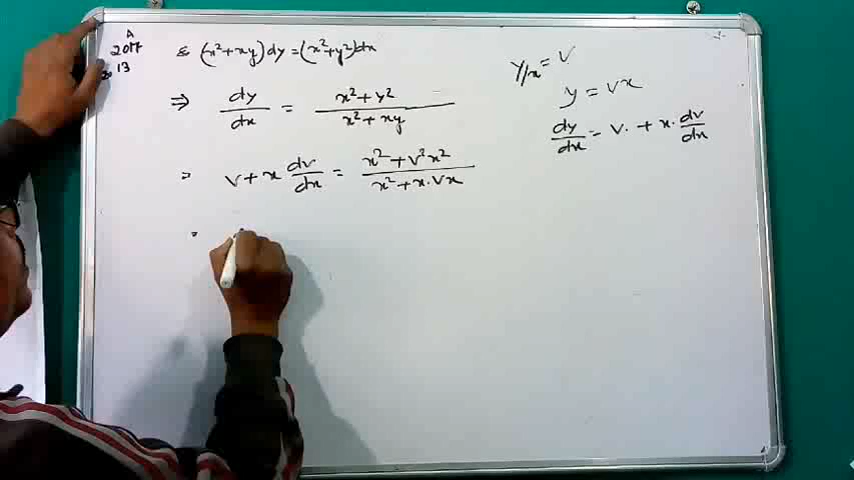 A
2017
13
(x²+xy)dy=(x²+y²)dx
y/x = v
y = vx
dy/dx = v. + x. dv/dx
⇒ dy/dx = x²+y² / x²+xy
v+x dv/dx = x²+v²x² / x²+x.vx
=